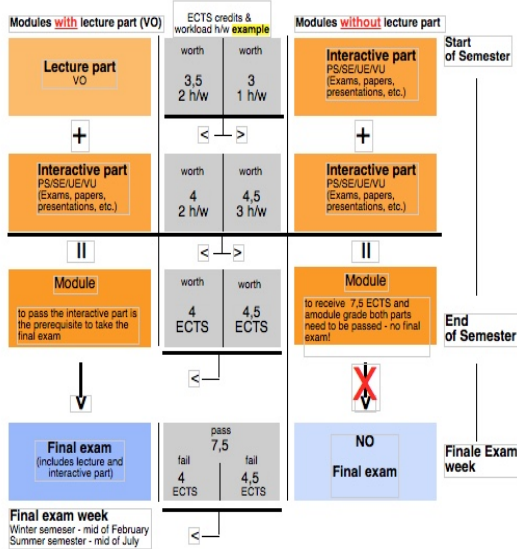 Modules with lecture part (VO)
ECTS credits &
workload h/w example
Modules without lecture part
Start
of Semester
Lecture part
VO
worth
3,5
2 h/w
worth
3
1 h/w
Interactive part
PS/SE/UE/VU
(Exams, papers,
presentations, etc.)
+
< >
+
Interactive part
PS/SE/UE/VU
(Exams, papers,
presentations, etc.)
worth
4
2 h/w
worth
4,5
3 h/w
Interactive part
PS/SE/UE/VU
(Exams, papers,
presentations, etc.)
=
< >
=
Module
to pass the interactive part is
the prerequisite to take the
final exam
worth
4
ECTS
worth
4,5
ECTS
Module
to receive 7,5 ECTS and
amodule grade both parts
need to be passed - no final
exam!
End
of Semester
<
X
Final exam
(includes lecture and
interactive part)
pass
7,5
fail
4
ECTS
fail
4,5
ECTS
NO
Final exam
Finale Exam
week
Final exam week
Winter semeser - mid of February
Summer semester - mid of July
<